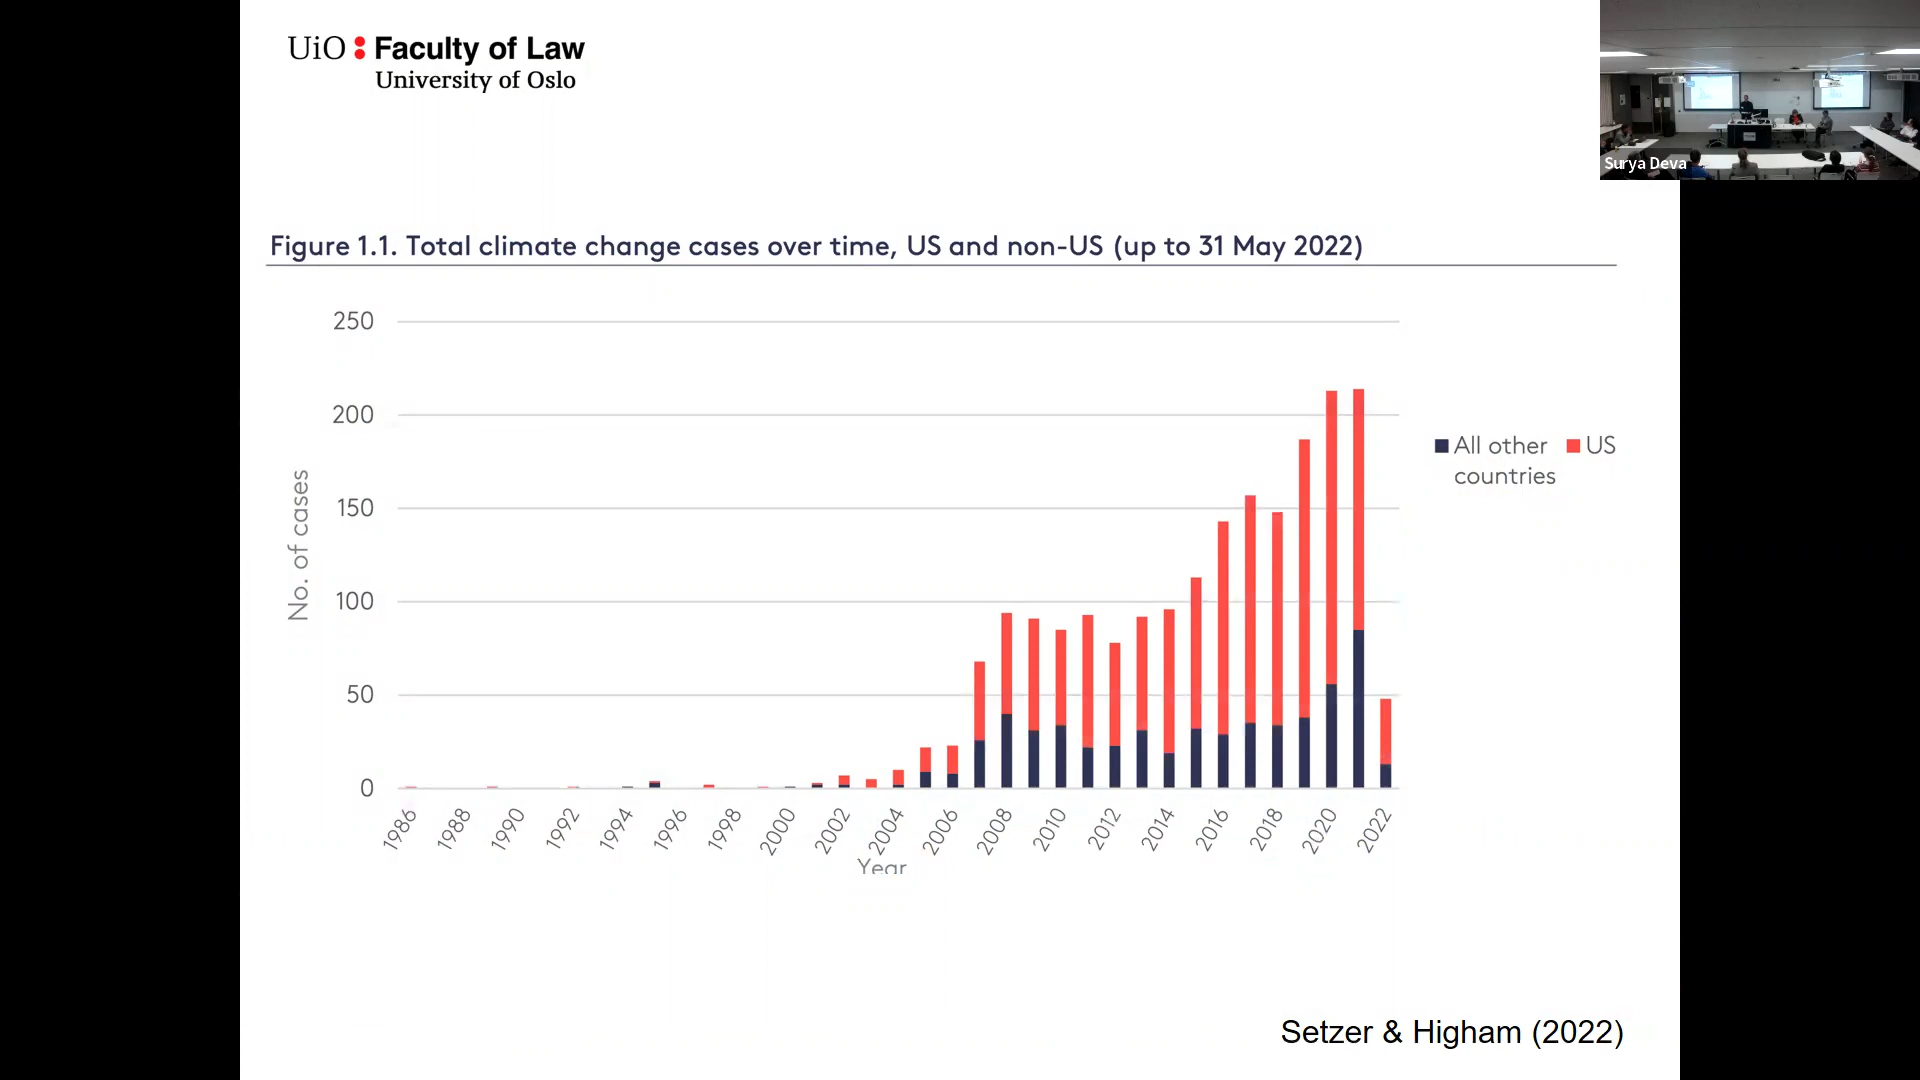 UiO : Faculty of Law
University of Oslo
Surya Deva
Figure 1.1. Total climate change cases over time, US and non-US (up to 31 May 2022)
250
200
150
100
50
0
No. of cases
All other countries
US
1986
1988
1990
1992
1994
1996
1998
2000
2002
2004
2006
2008
2010
2012
2014
2016
2018
2020
2022
Year
Setzer & Higham (2022)